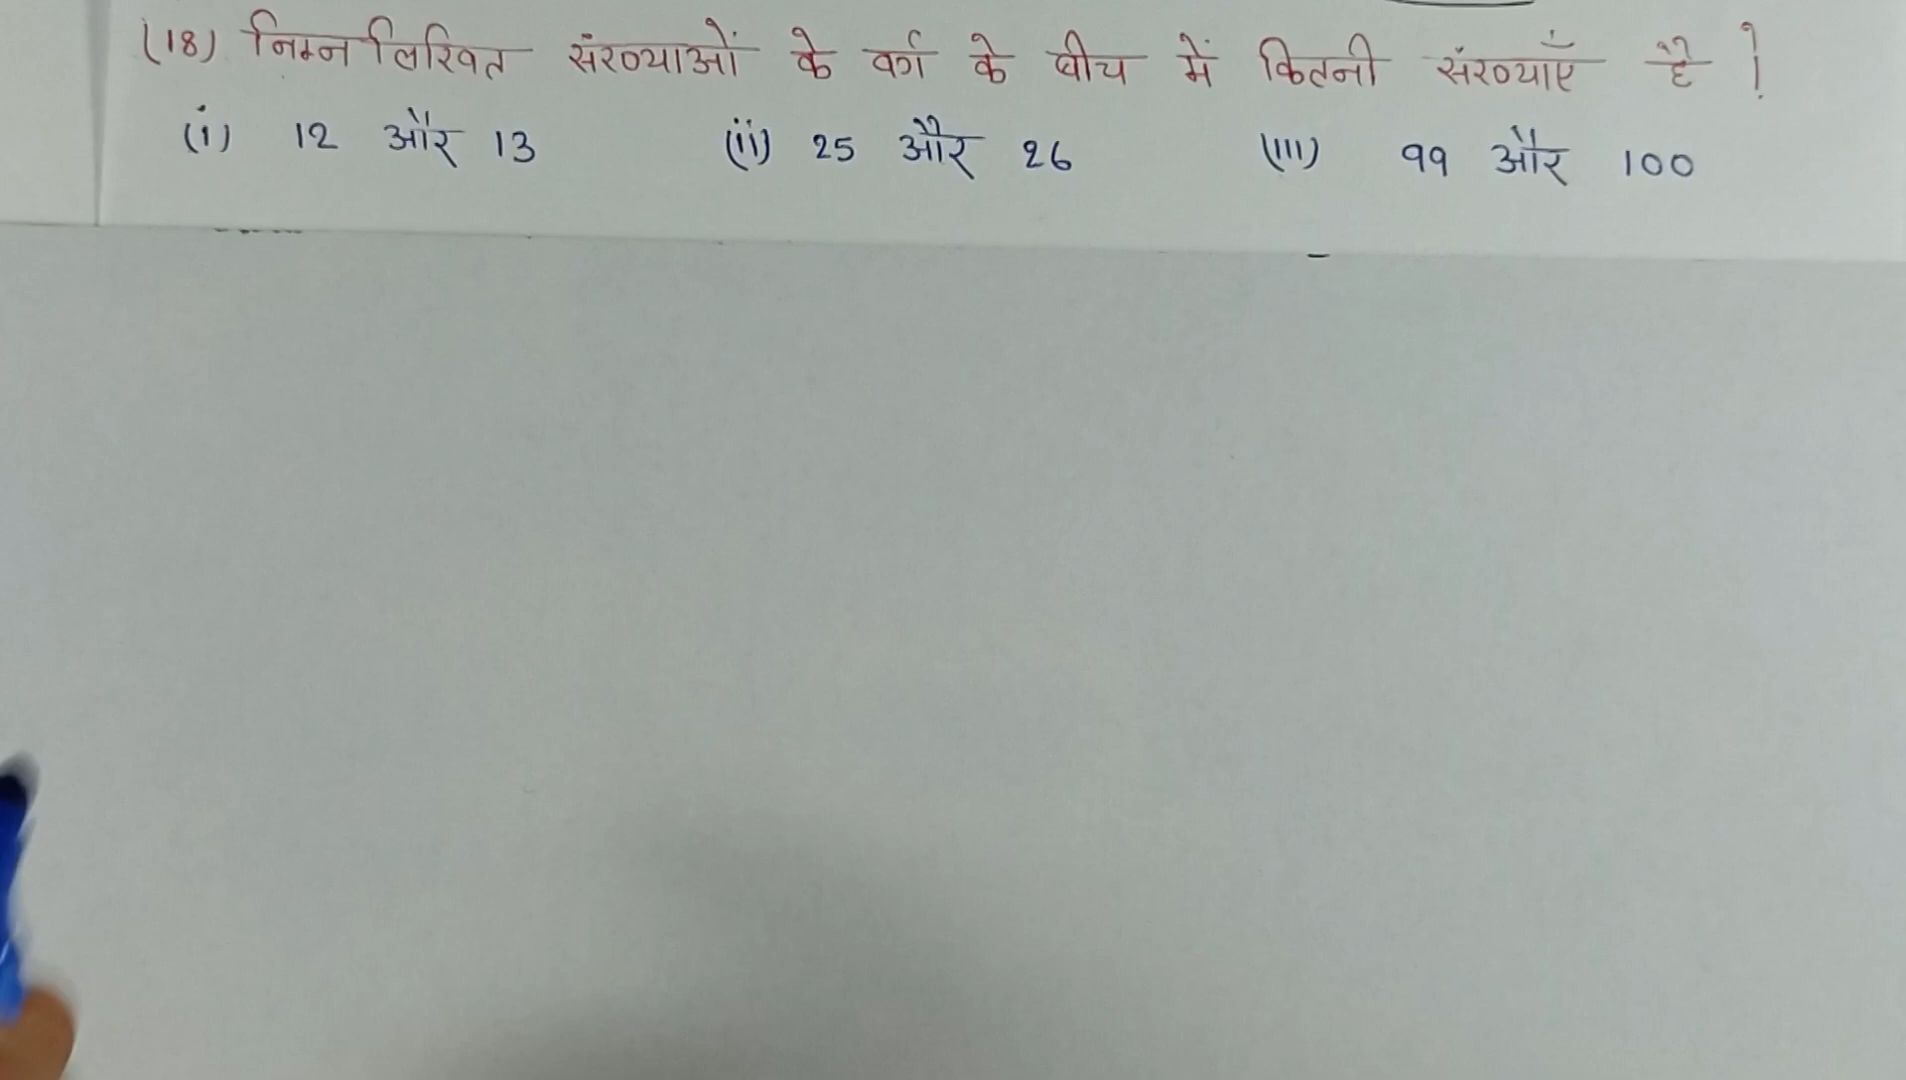 (18) निम्नलिखित संख्याओं के वर्ग के बीच में कितनी संख्याएँ है ?
(i) 12 और 13 (ii) 25 और 26 (iii) 99 और 100